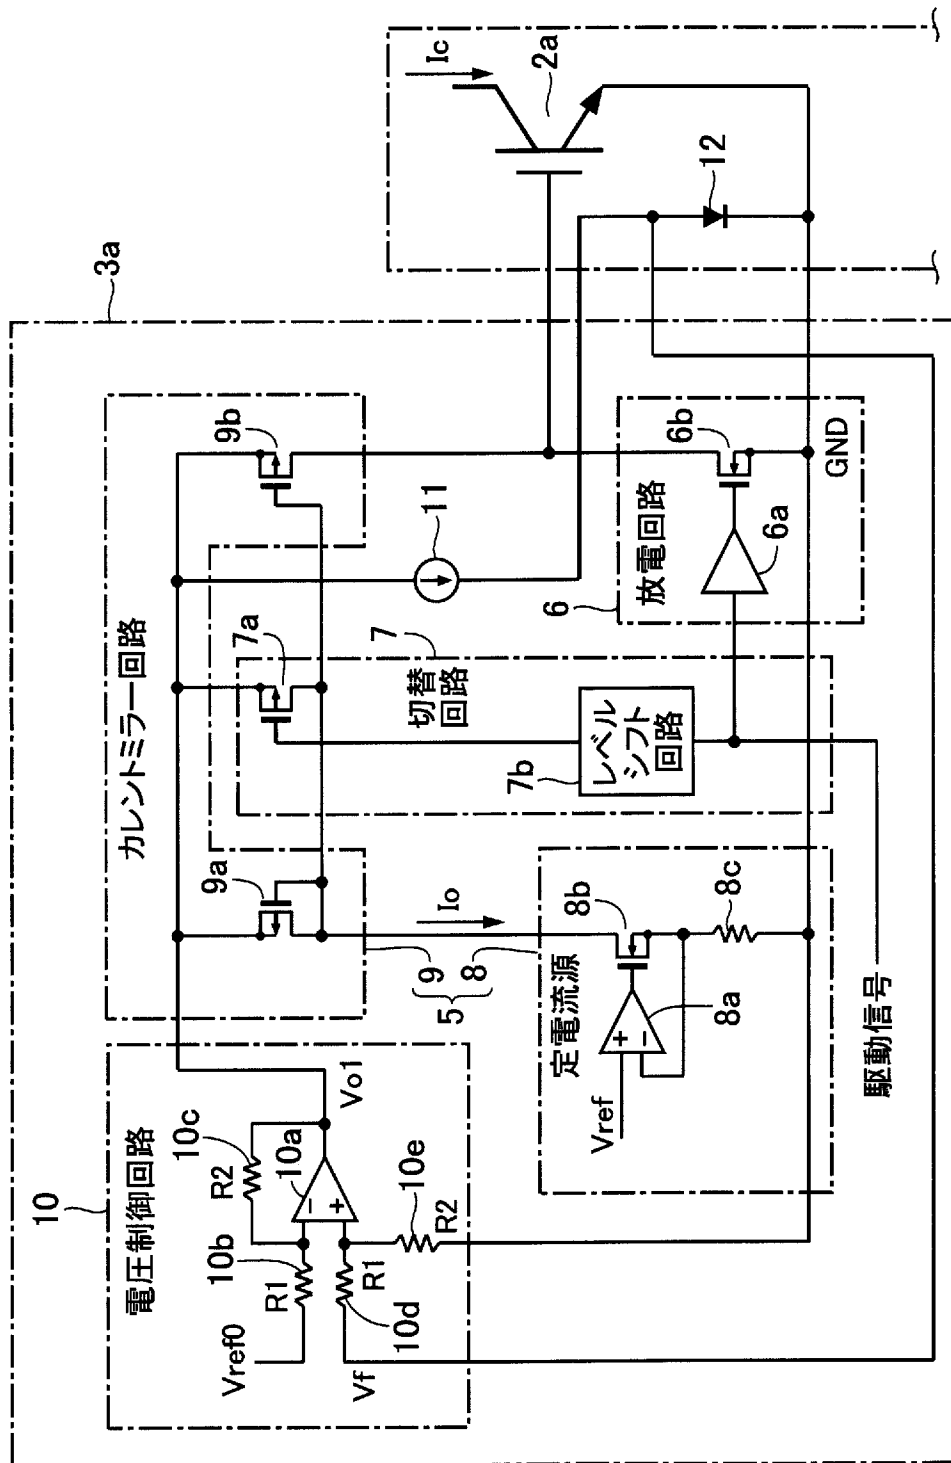 10
電圧制御回路
10c
R2
10a
Vo1
10b
R1
Vref0
10d
R1
Vf
10e
R2
カレントミラー回路
9a
9b
7a
7
切替
回路
7b
レベル
シフト
回路
11
Io
5
9
8
定電流源
8b
8a
8c
Vref
駆動信号
6
放電回路
6b
6a
GND
3a
Ic
2a
12